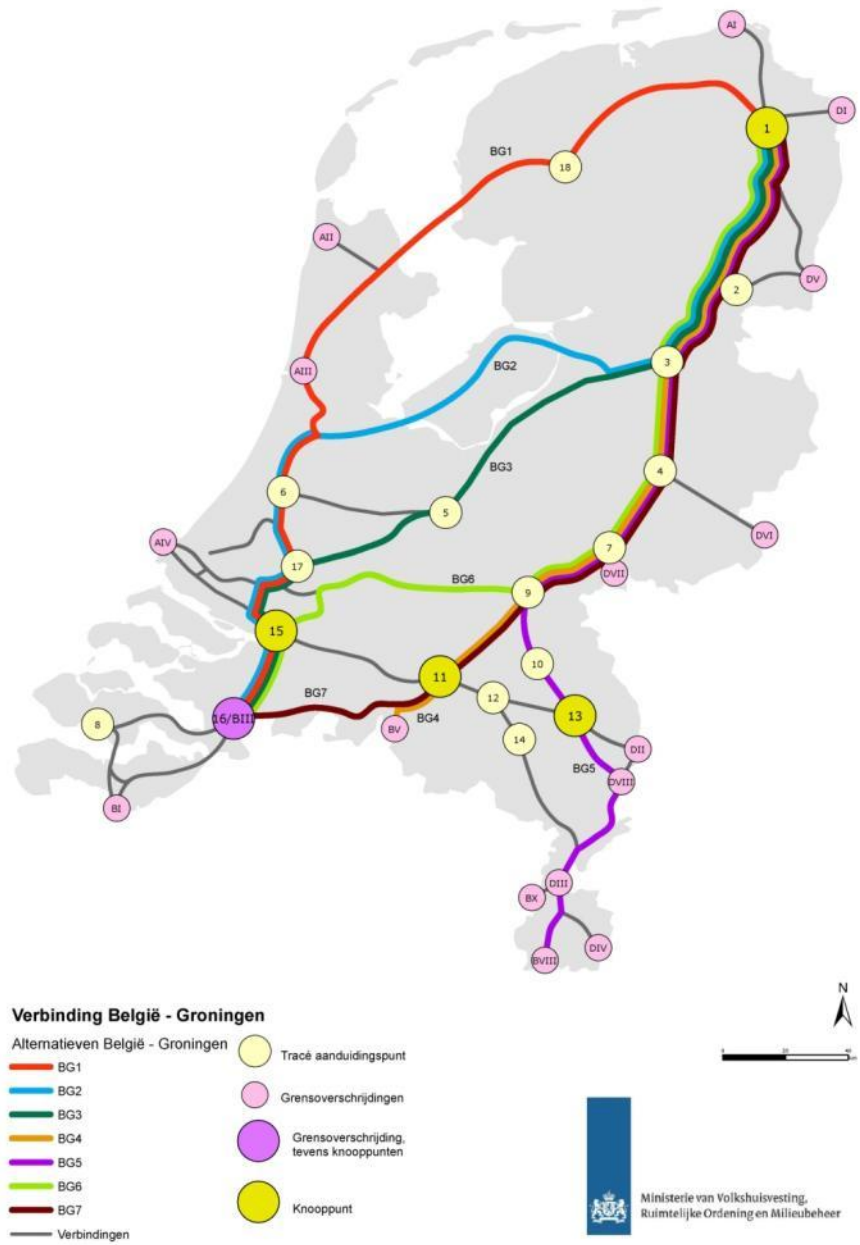 AI
DI
1
BG1
18
AII
DV
2
AIII
BG2
3
BG3
4
6
5
AIV
DVI
7
17
DVII
BG6
9
15
10
11
BG7
12
13
16/BIII
8
BG4
BV
14
DII
BG5
DVIII
BI
DIII
BX
DIV
BVIII
N
Verbinding België - Groningen
Alternatieven België - Groningen
BG1
BG2
BG3
BG4
BG5
BG6
BG7
Verbindingen
Tracé aanduidingspunt
Grensoverschrijdingen
Grensoverschrijding,
tevens knooppunten
Knooppunt
0 20 40
Ministerie van Volkshuisvesting,
Ruimtelijke Ordening en Milieubeheer